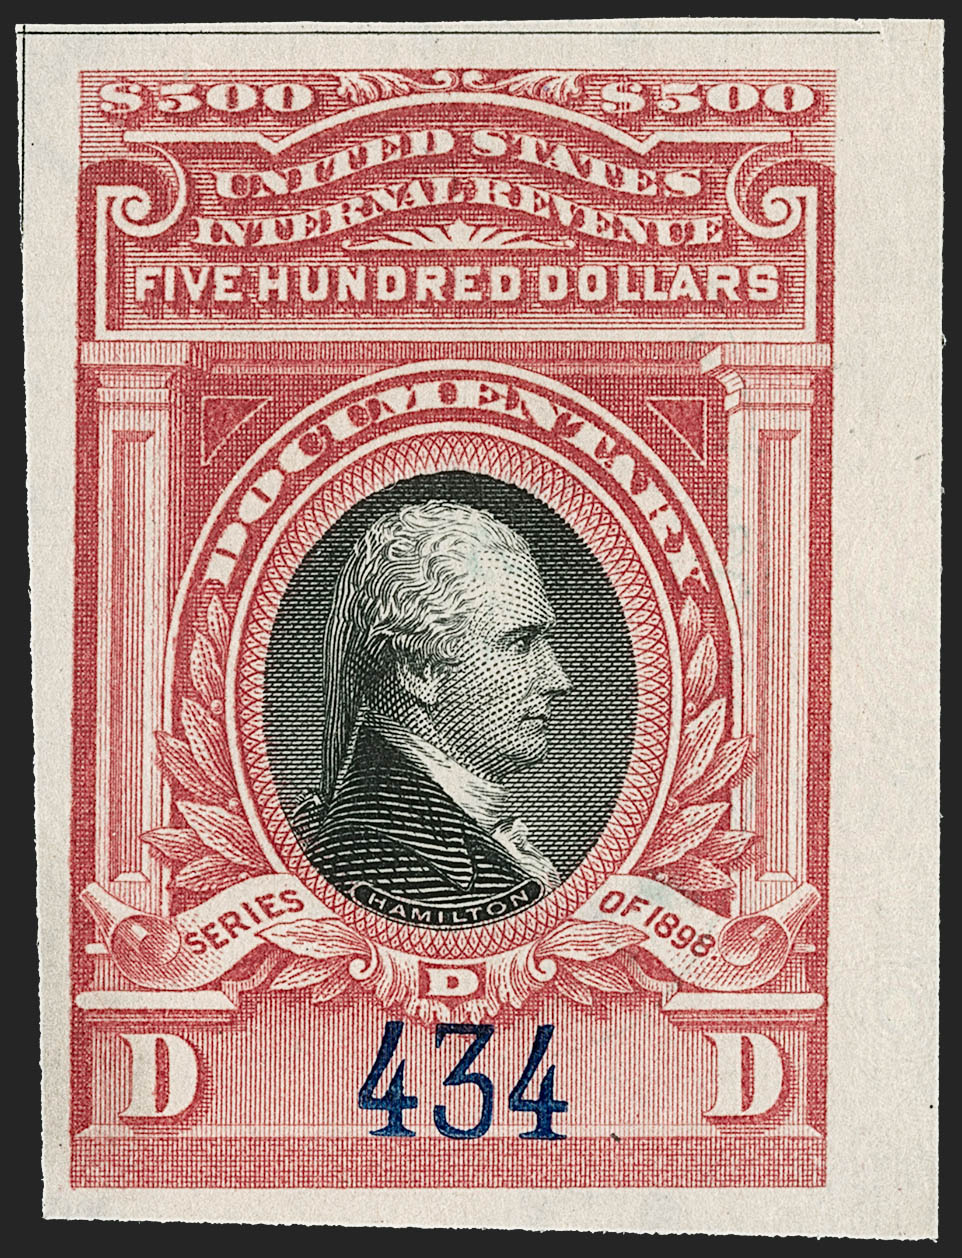 $500 $500
UNITED STATES
INTERNAL REVENUE
FIVE HUNDRED DOLLARS
DOCUMENTARY
HAMILTON
SERIES OF 1898
D
D D
434